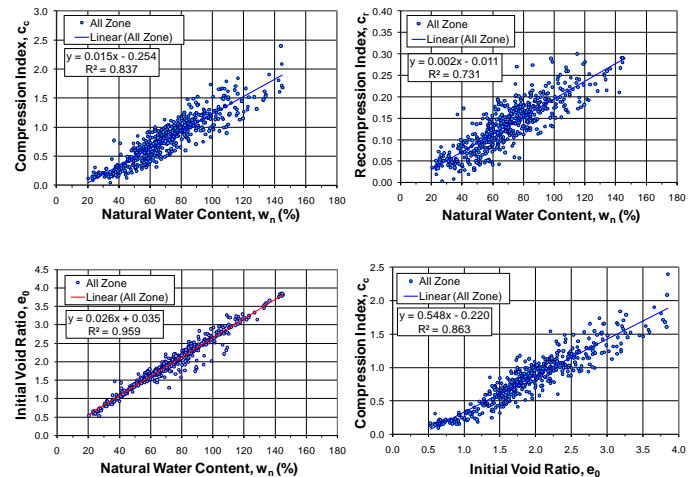 3.0
2.5
2.0
1.5
1.0
0.5
0.0
Compression Index, cc
All Zone
Linear (All Zone)
y = 0.015x - 0.254
R² = 0.837
0 20 40 60 80 100 120 140 160 180
Natural Water Content, wn (%)
0.40
0.35
0.30
0.25
0.20
0.15
0.10
0.05
0.00
Recompression Index, cr
All Zone
Linear (All Zone)
y = 0.002x - 0.011
R² = 0.731
0 20 40 60 80 100 120 140 160 180
Natural Water Content, wn (%)
4.5
4.0
3.5
3.0
2.5
2.0
1.5
1.0
0.5
0.0
Initial Void Ratio, e0
All Zone
Linear (All Zone)
y = 0.026x + 0.035
R² = 0.959
0 20 40 60 80 100 120 140 160 180
Natural Water Content, wn (%)
2.5
2.0
1.5
1.0
0.5
0.0
Compression Index, cc
All Zone
Linear (All Zone)
y = 0.548x - 0.220
R² = 0.863
0.0 0.5 1.0 1.5 2.0 2.5 3.0 3.5 4.0
Initial Void Ratio, e0